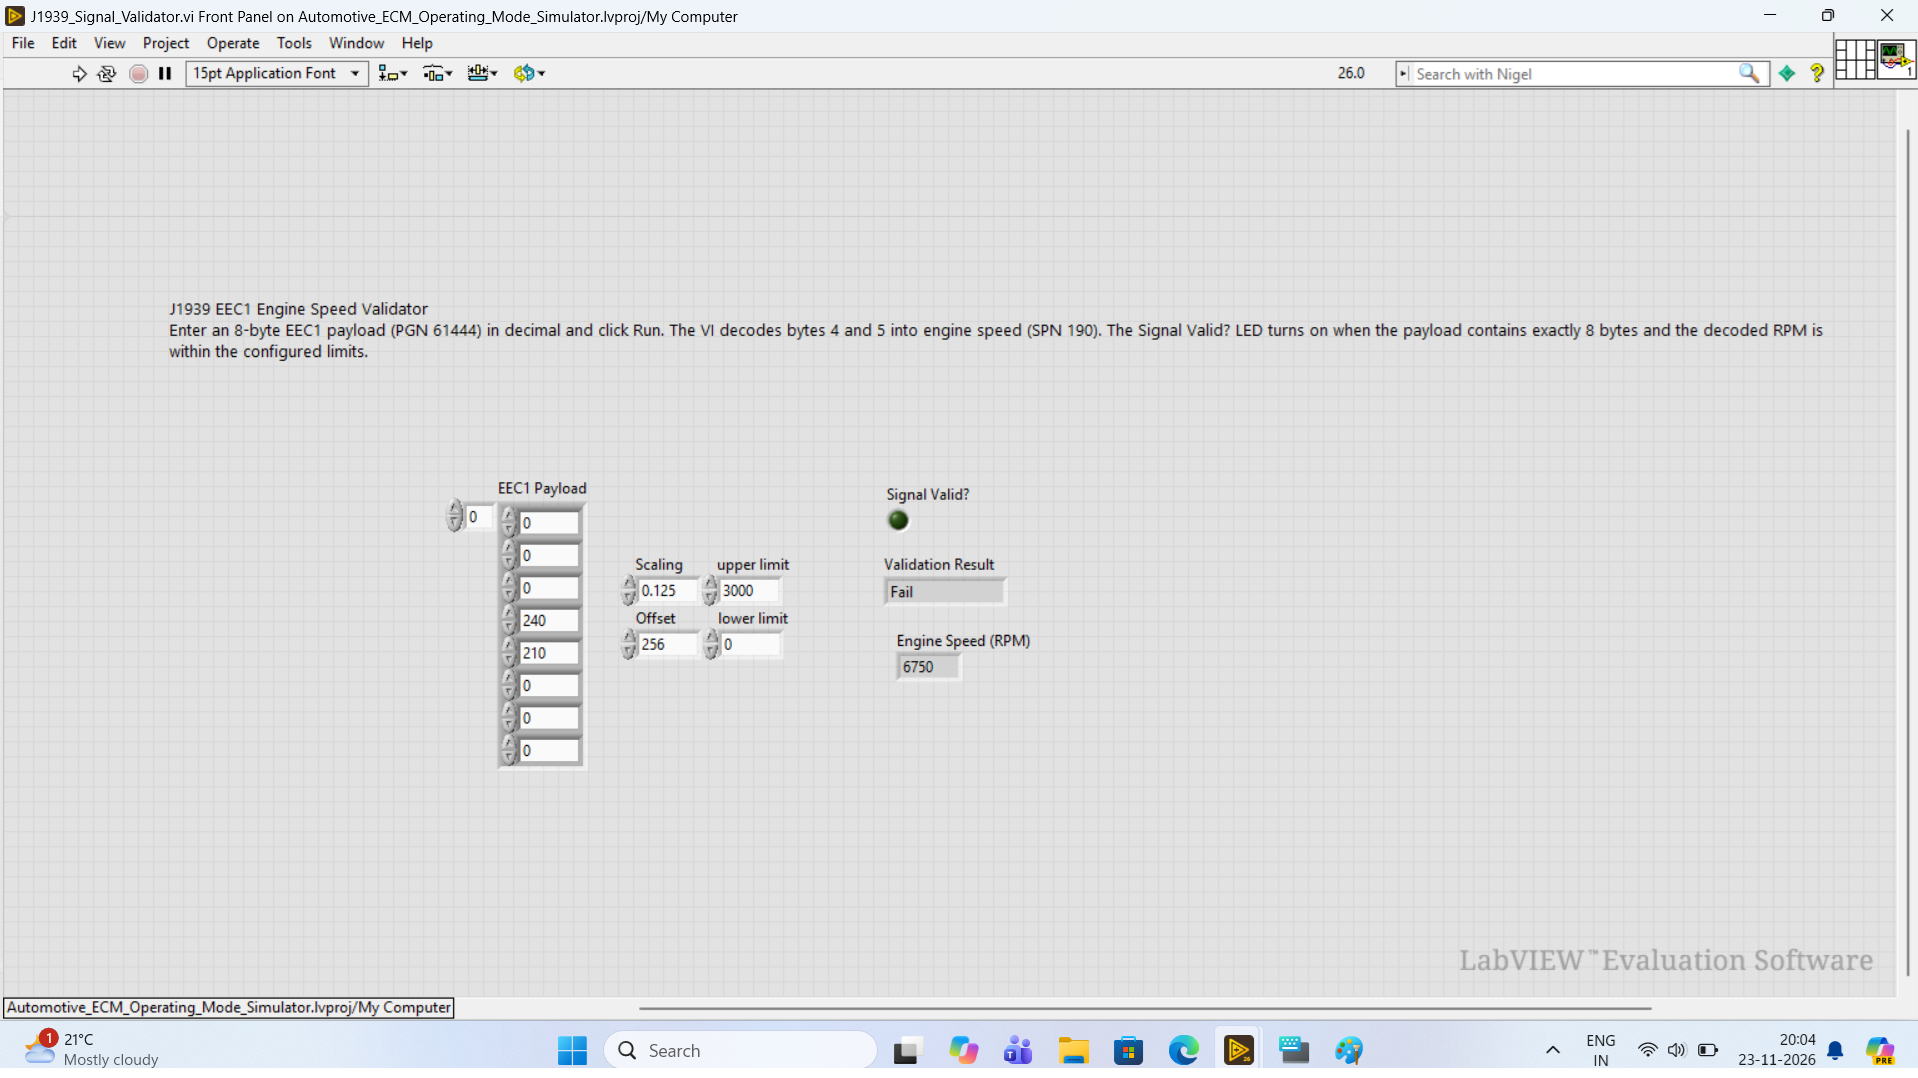 J1939_Signal_Validator.vi Front Panel on Automotive_ECM_Operating_Mode_Simulator.lvproj/My Computer
File Edit View Project Operate Tools Window Help
15pt Application Font
26.0
Search with Nigel
1
J1939 EEC1 Engine Speed Validator
Enter an 8-byte EEC1 payload (PGN 61444) in decimal and click Run. The VI decodes bytes 4 and 5 into engine speed (SPN 190). The Signal Valid? LED turns on when the payload contains exactly 8 bytes and the decoded RPM is
within the configured limits.
EEC1 Payload
0
0
0
0
240
210
0
0
0
Scaling
0.125
upper limit
3000
Offset
256
lower limit
0
Signal Valid?
Validation Result
Fail
Engine Speed (RPM)
6750
LabVIEW™ Evaluation Software
Automotive_ECM_Operating_Mode_Simulator.lvproj/My Computer
1
21°C
Mostly cloudy
Search
ENG
IN
20:04
23-11-2026
PRE